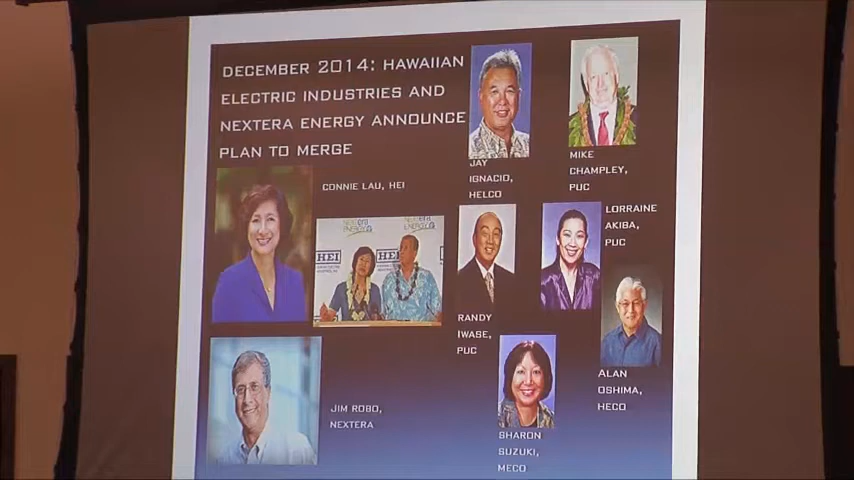 DECEMBER 2014: HAWAIIAN
ELECTRIC INDUSTRIES AND
NEXTERA ENERGY ANNOUNCE
PLAN TO MERGE
CONNIE LAU, HEI
JAY
IGNACIO,
HELCO
MIKE
CHAMPLEY,
PUC
HEI
HEI
RANDY
IWASE,
PUC
LORRAINE
AKIBA,
PUC
ALAN
OSHIMA,
HECO
JIM ROBO,
NEXTERA
SHARON
SUZUKI,
MECO